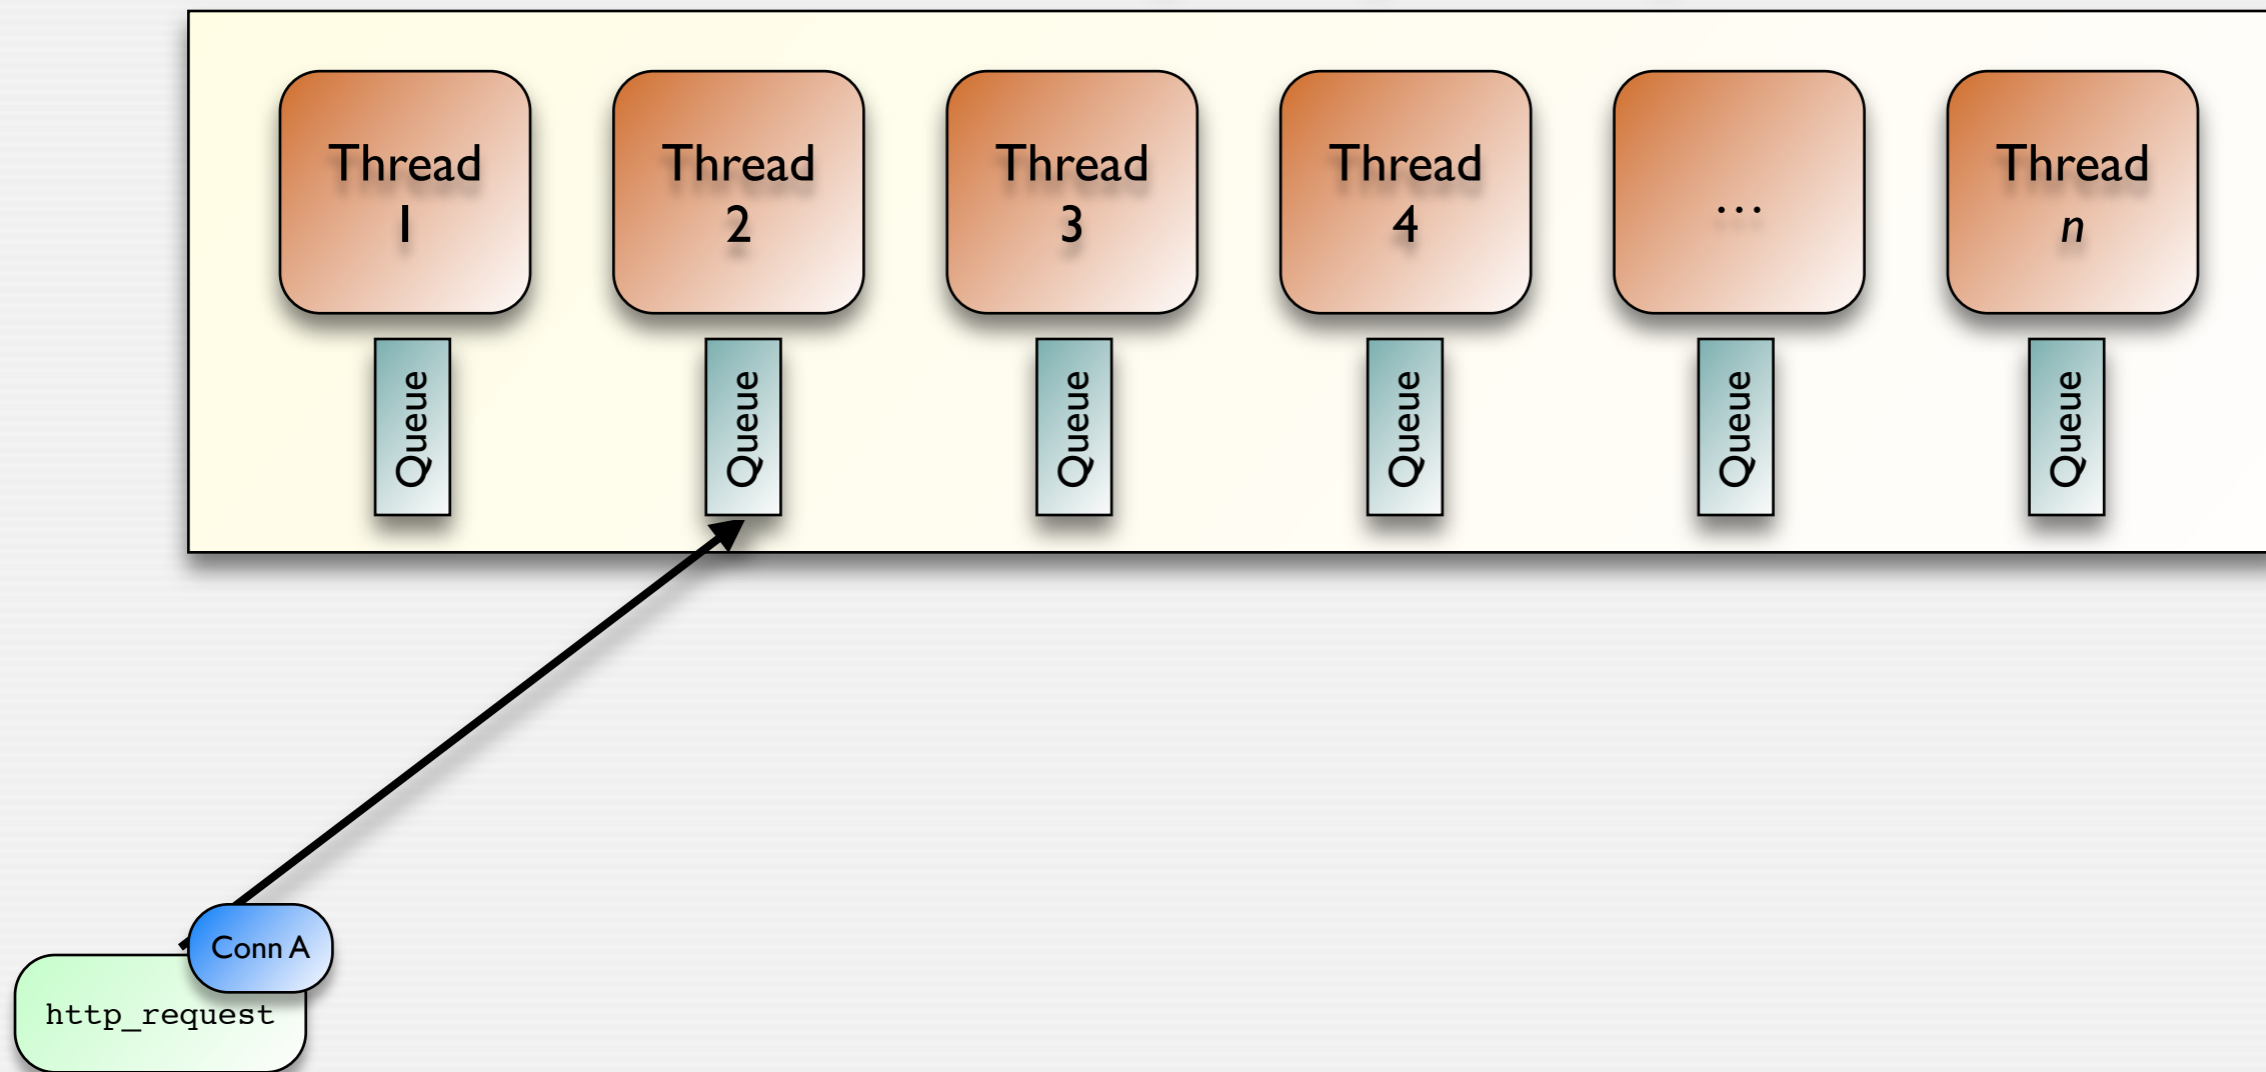 Thread
1
Thread
2
Thread
3
Thread
4
...
Thread
n
Queue
Queue
Queue
Queue
Queue
Queue
Conn A
http_request